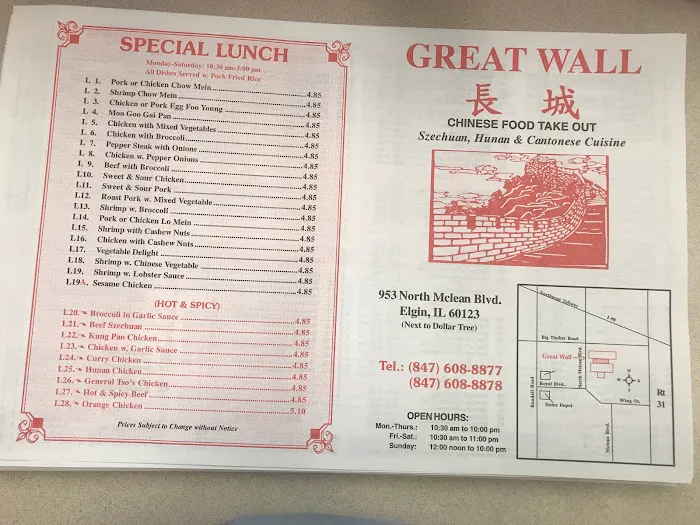 SPECIAL LUNCH
Monday-Saturday: 10:30 am-3:00 pm
All Dishes Served w. Pork Fried Rice
L 1. Pork or Chicken Chow Mein 4.85
L 2. Shrimp Chow Mein 4.85
L 3. Chicken or Pork Egg Foo Young 4.85
L 4. Moo Goo Gai Pan 4.85
L 5. Chicken with Mixed Vegetables 4.85
L 6. Chicken with Broccoli 4.85
L 7. Pepper Steak with Onions 4.85
L 8. Chicken w. Pepper Onions 4.85
L 9. Beef with Broccoli 4.85
L10. Sweet & Sour Chicken 4.85
L11. Sweet & Sour Pork 4.85
L12. Roast Pork w. Mixed Vegetable 4.85
L13. Shrimp w. Broccoli 4.85
L14. Pork or Chicken Lo Mein 4.85
L15. Shrimp with Cashew Nuts 4.85
L16. Chicken with Cashew Nuts 4.85
L17. Vegetable Delight 4.85
L18. Shrimp w. Chinese Vegetable 4.85
L19. Shrimp w. Lobster Sauce 4.85
L19A. Sesame Chicken 4.85
(HOT & SPICY)
L20. Broccoli in Garlic Sauce 4.85
L21. Beef Szechuan 4.85
L22. Kung Pao Chicken 4.85
L23. Chicken w. Garlic Sauce 4.85
L24. Curry Chicken 4.85
L25. Hunan Chicken 4.85
L26. General Tso's Chicken 4.85
L27. Hot & Spicy Beef 4.85
L28. Orange Chicken 5.10
Prices Subject to Change without Notice
GREAT WALL
長 城
CHINESE FOOD TAKE OUT
Szechuan, Hunan & Cantonese Cuisine
953 North Mclean Blvd.
Elgin, IL 60123
(Next to Dollar Tree)
Tel.: (847) 608-8877
(847) 608-8878
OPEN HOURS:
Mon.-Thurs.: 10:30 am to 10:00 pm
Fri.-Sat.: 10:30 am to 11:00 pm
Sunday: 12:00 noon to 10:00 pm
Northwest Tollway
I-90
Big Timber Road
Great Wall
North Mclean Blvd.
Randall Road
Royal Blvd.
Home Depot
Wing St.
Rt
31
Mclean Blvd.